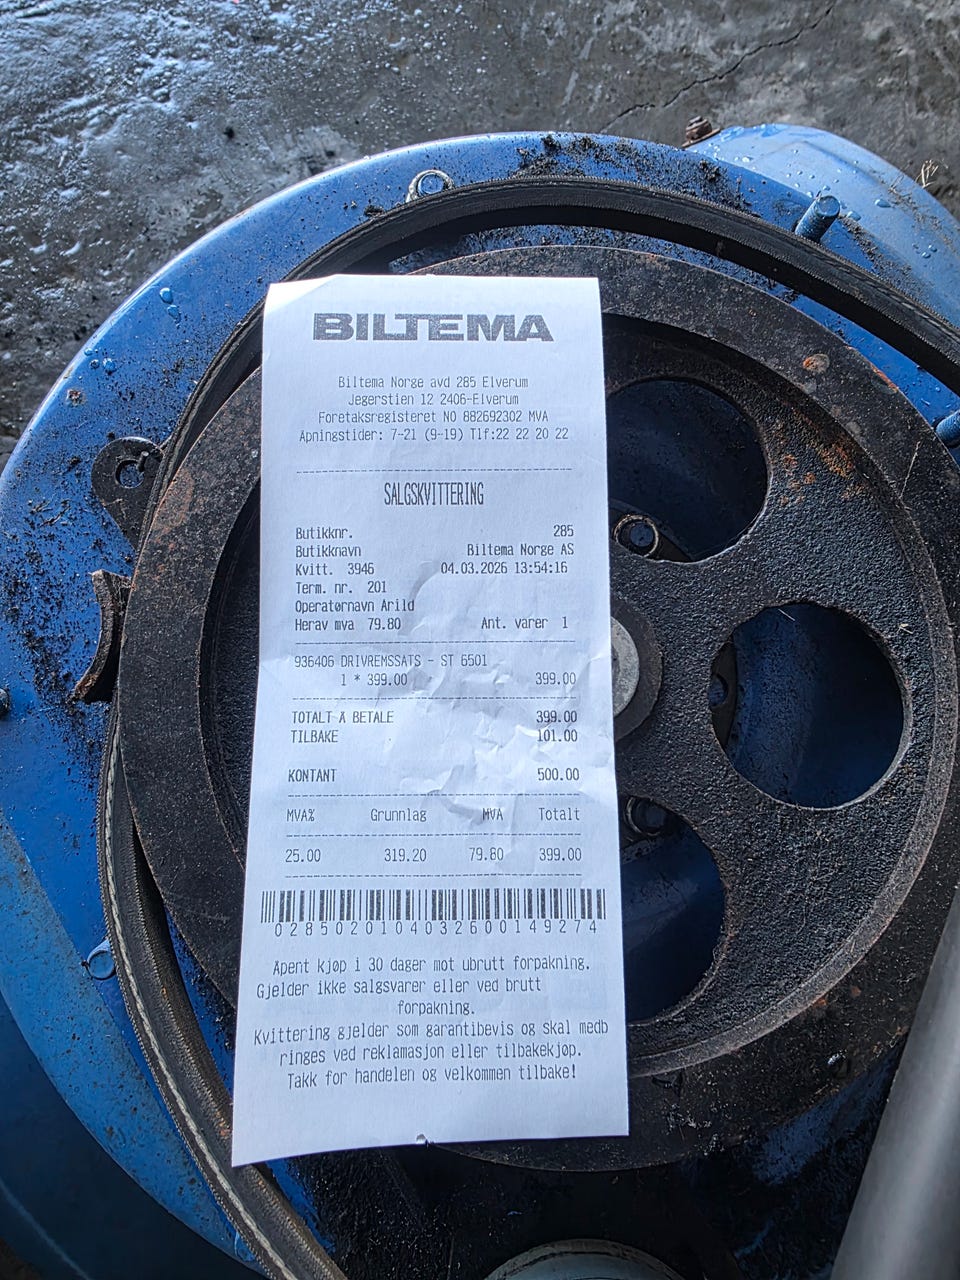 BILTEMA
Biltema Norge avd 285 Elverum
Jegerstien 12 2406-Elverum
Foretaksregisteret NO 882692302 MVA
Åpningstider: 7-21 (9-19) Tlf:22 22 20 22
SALGSKVITTERING
Butikknr. 285
Butikknavn Biltema Norge AS
Kvitt. 3946 04.03.2026 13:54:16
Term. nr. 201
Operatørnavn Arild
Herav mva 79.80 Ant. varer 1
936406 DRIVREMSSATS - ST 6501
1 * 399.00 399.00
TOTALT Å BETALE 399.00
TILBAKE 101.00
KONTANT 500.00
MVA% Grunnlag MVA Totalt
25.00 319.20 79.80 399.00
0285020104032600149274
Åpent kjøp i 30 dager mot ubrutt forpakning.
Gjelder ikke salgsvarer eller ved brutt
forpakning.
Kvittering gjelder som garantibevis og skal medb
ringes ved reklamasjon eller tilbakekjøp.
Takk for handelen og velkommen tilbake!